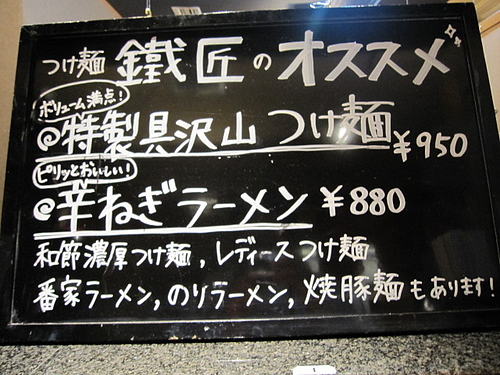 つけ麺 鐵匠のオススメ
ボリューム満点!
@特製具沢山 つけ麺 ¥950
ピリッとおいしい!
@辛ねぎラーメン ¥880
和節濃厚つけ麺, レディースつけ麺
番家ラーメン, のりラーメン, 焼豚麺もあります!